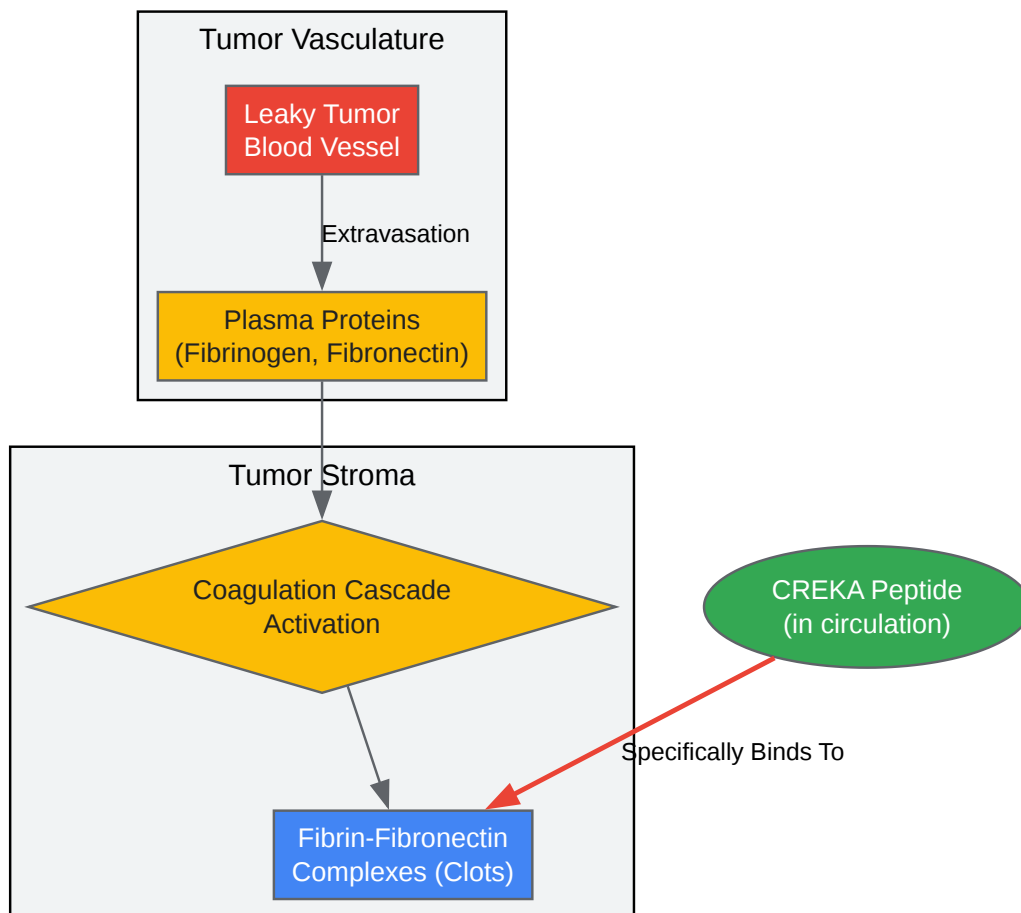 Tumor Vasculature
Leaky Tumor
Blood Vessel
Extravasation
Plasma Proteins
(Fibrinogen, Fibronectin)
Tumor Stroma
Coagulation Cascade
Activation
CREKA Peptide
(in circulation)
Specifically Binds To
Fibrin-Fibronectin
Complexes (Clots)